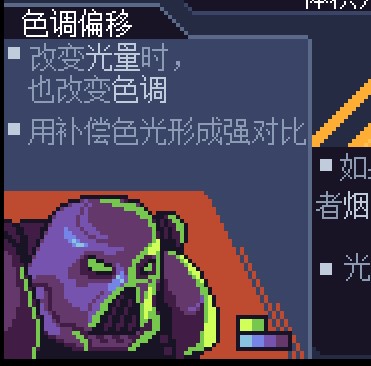 色调偏移
改变光量时，
也改变色调
用补偿色光形成强对比
如
者烟
光